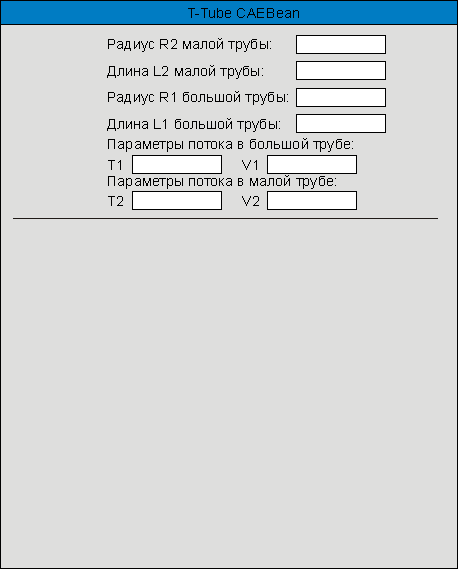 T-Tube CAEBean
Радиус R2 малой трубы:
Длина L2 малой трубы:
Радиус R1 большой трубы:
Длина L1 большой трубы:
Параметры потока в большой трубе:
T1 V1
Параметры потока в малой трубе:
T2 V2